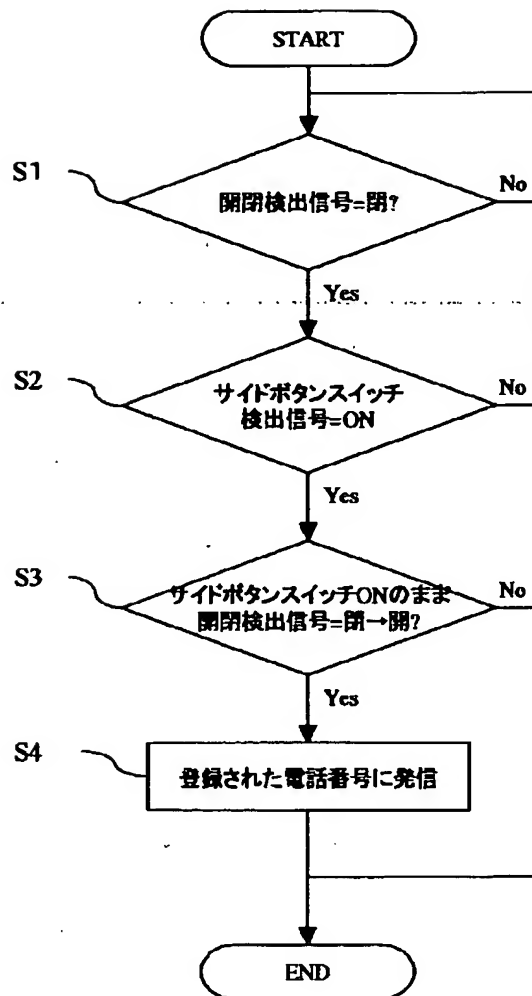 START
S1
開閉検出信号=閉?
No
Yes
S2
サイドボタンスイッチ
検出信号=ON
No
Yes
S3
サイドボタンスイッチONのまま
開閉検出信号=閉→開?
No
Yes
S4
登録された電話番号に発信
END